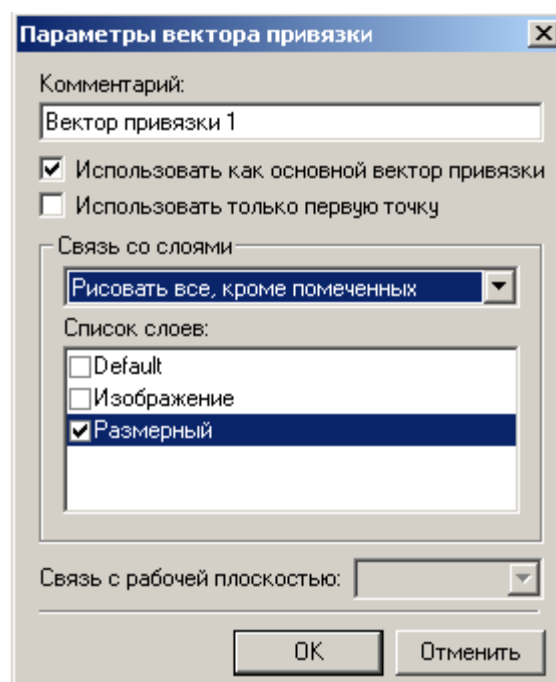 Параметры вектора привязки
Комментарий:
Вектор привязки 1
Использовать как основной вектор привязки
Использовать только первую точку
Связь со слоями
Рисовать все, кроме помеченных
Список слоев:
Default
Изображение
Размерный
Связь с рабочей плоскостью:
OK Отменить